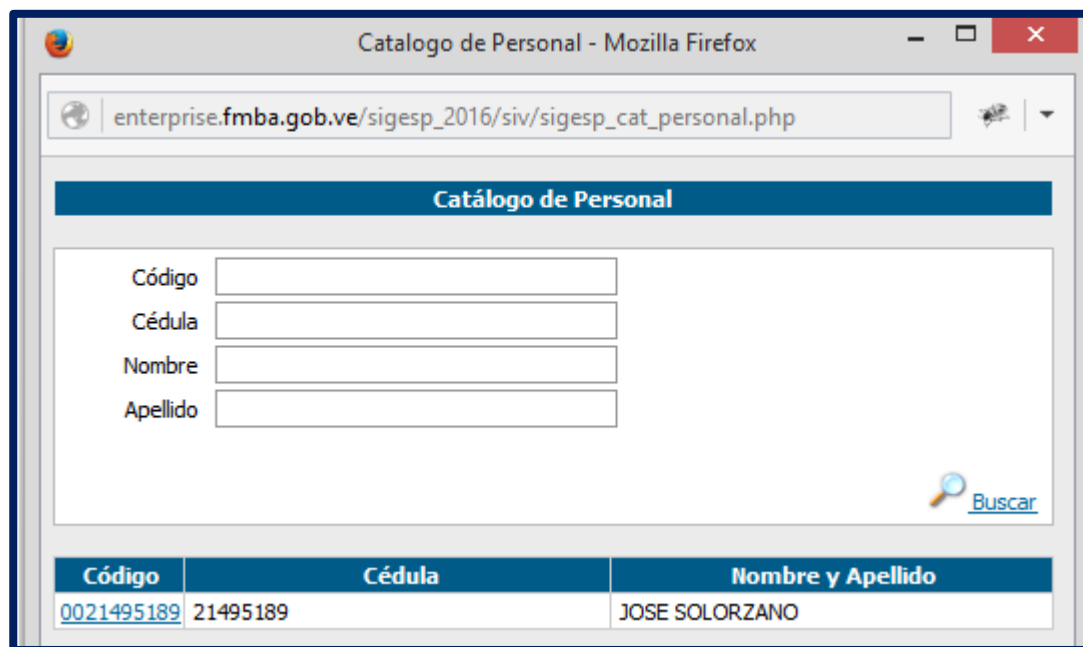 Catalogo de Personal - Mozilla Firefox
enterprise.fmba.gob.ve/sigesp_2016/siv/sigesp_cat_personal.php
Catálogo de Personal
Código
Cédula
Nombre
Apellido
Buscar
Código Cédula Nombre y Apellido
0021495189 21495189 JOSE SOLORZANO